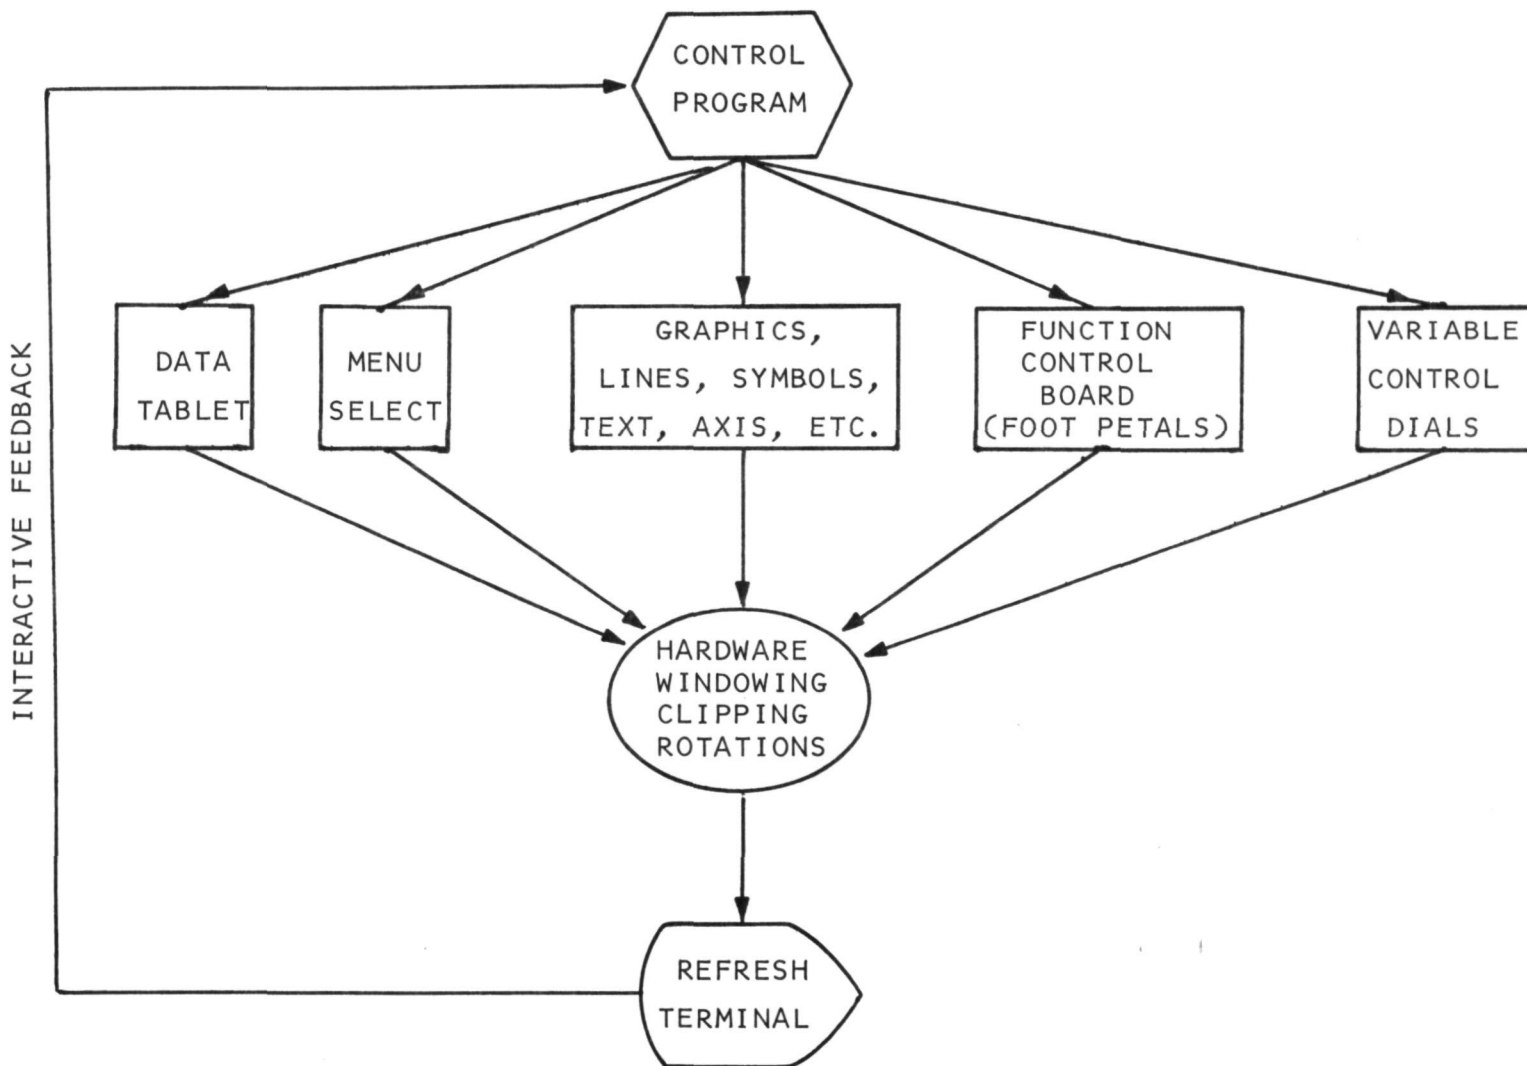 CONTROL
PROGRAM
INTERACTIVE FEEDBACK
DATA
TABLET
MENU
SELECT
GRAPHICS,
LINES, SYMBOLS,
TEXT, AXIS, ETC.
FUNCTION
CONTROL
BOARD
(FOOT PETALS)
VARIABLE
CONTROL
DIALS
HARDWARE
WINDOWING
CLIPPING
ROTATIONS
REFRESH
TERMINAL